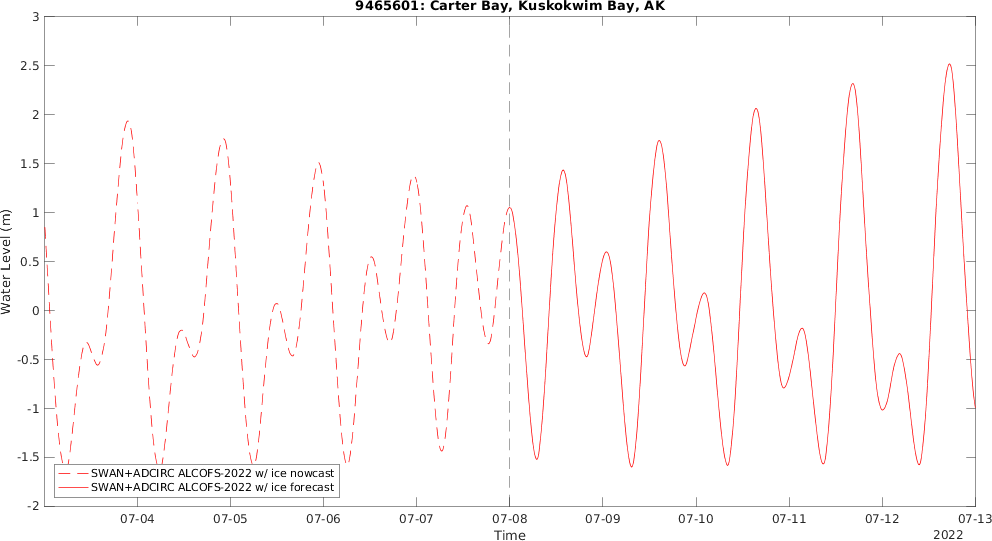 9465601: Carter Bay, Kuskokwim Bay, AK
3
2.5
2
1.5
1
0.5
0
-0.5
-1
-1.5
-2
Water Level (m)
SWAN+ADCIRC ALCOFS-2022 w/ ice nowcast
SWAN+ADCIRC ALCOFS-2022 w/ ice forecast
07-04 07-05 07-06 07-07 07-08 07-09 07-10 07-11 07-12 07-13
Time
2022